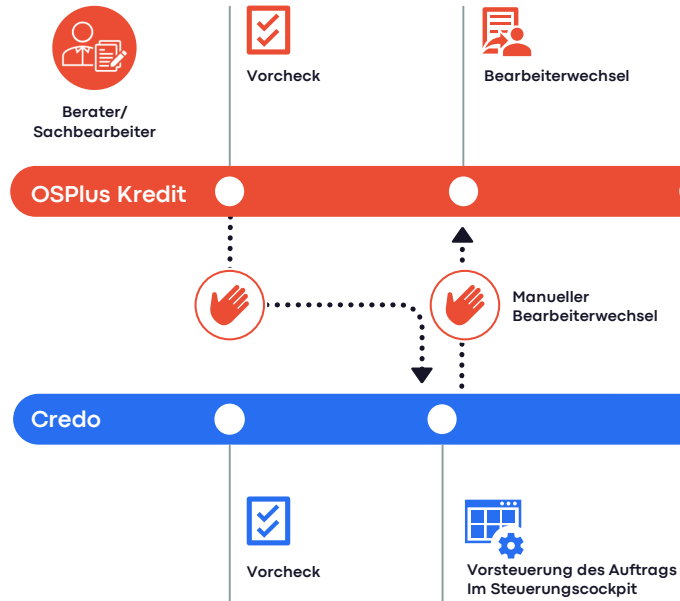 Vorcheck
Bearbeiterwechsel
Berater/
Sachbearbeiter
OSPlus Kredit
Manueller
Bearbeiterwechsel
Credo
Vorcheck
Vorsteuerung des Auftrags
Im Steuerungscockpit